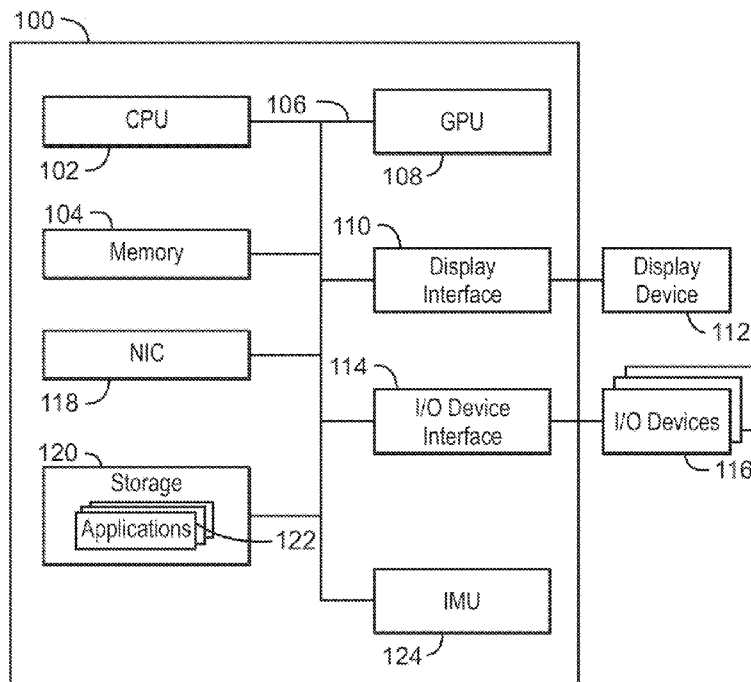 100
CPU
102
106
GPU
108
104
Memory
110
Display
Interface
Display
Device
112
NIC
118
114
I/O Device
Interface
I/O Devices
116
120
Storage
Applications
122
IMU
124